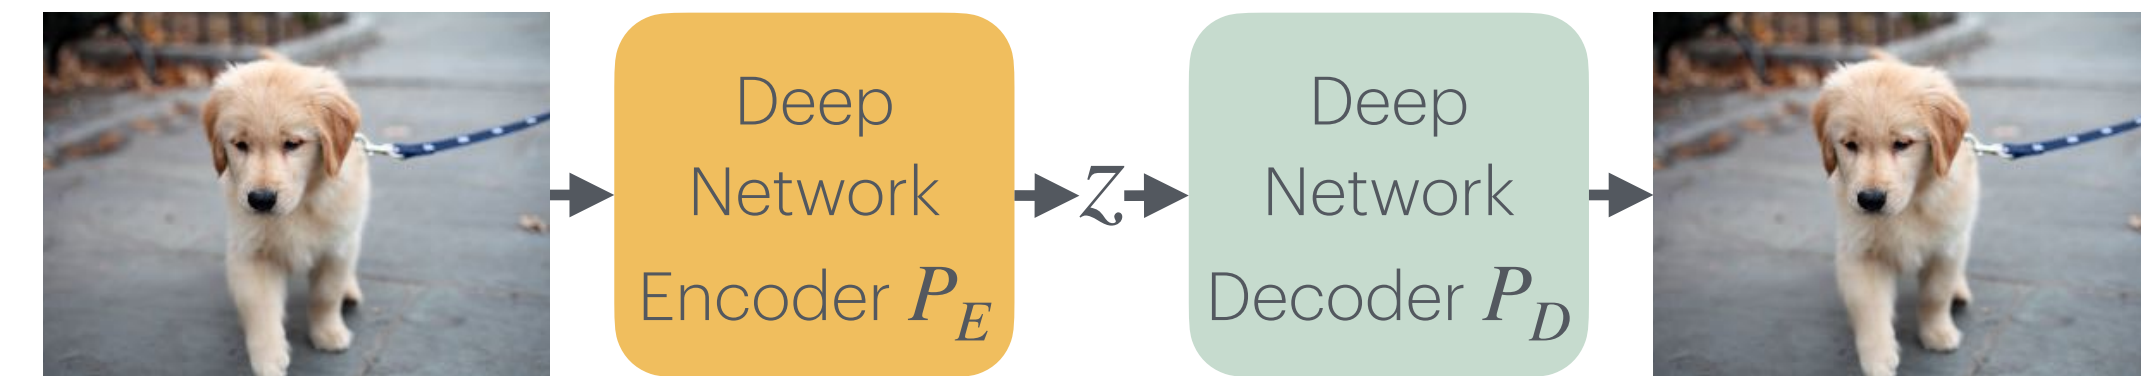 Deep
Network
Encoder P_E
z
Deep
Network
Decoder P_D